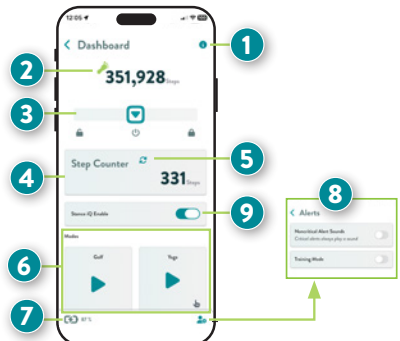 12:05
Dashboard
1
2
351,928 Steps
3
Step Counter
5
4
331 Steps
Stance IQ Enable
9
Modes
Golf
Yoga
6
7
87%
8
Alerts
Noncritical Alert Sounds
Critical alerts always play a sound
Training Mode